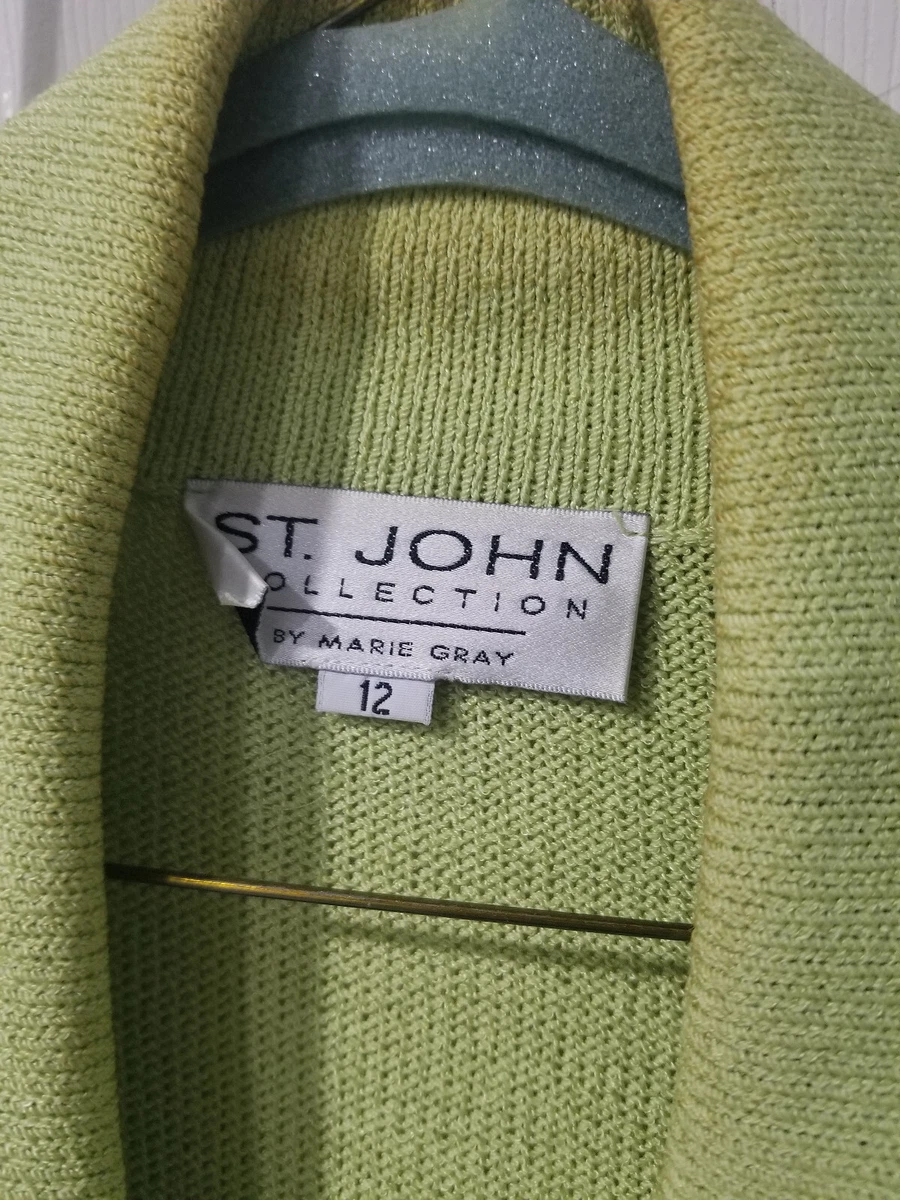 ST. JOHN
OLLECTION
BY MARIE GRAY
12